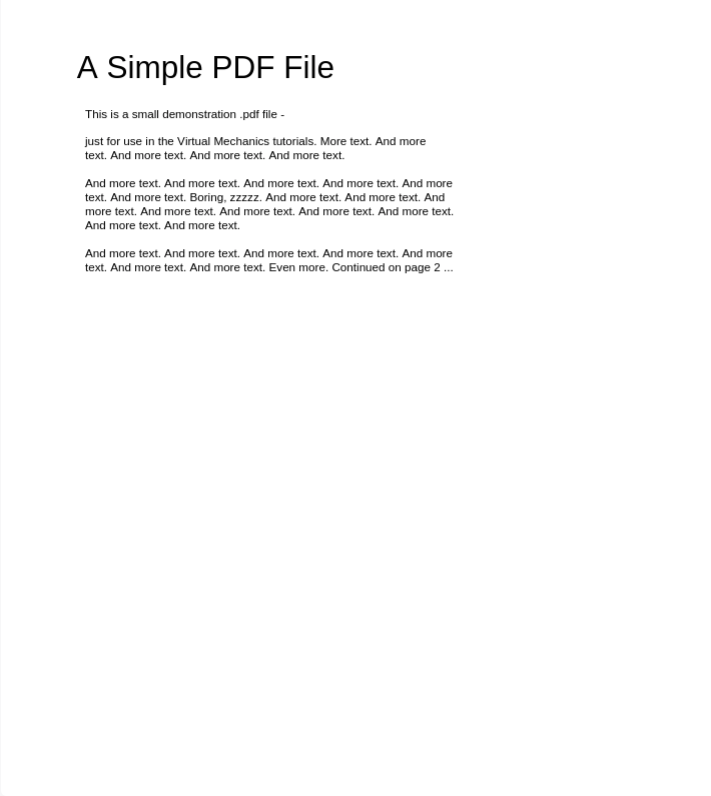 A Simple PDF File
This is a small demonstration .pdf file -
just for use in the Virtual Mechanics tutorials. More text. And more
text. And more text. And more text. And more text.
And more text. And more text. And more text. And more text. And more
text. And more text. Boring, zzzzz. And more text. And more text. And
more text. And more text. And more text. And more text. And more text.
And more text. And more text.
And more text. And more text. And more text. And more text. And more
text. And more text. And more text. Even more. Continued on page 2 ...